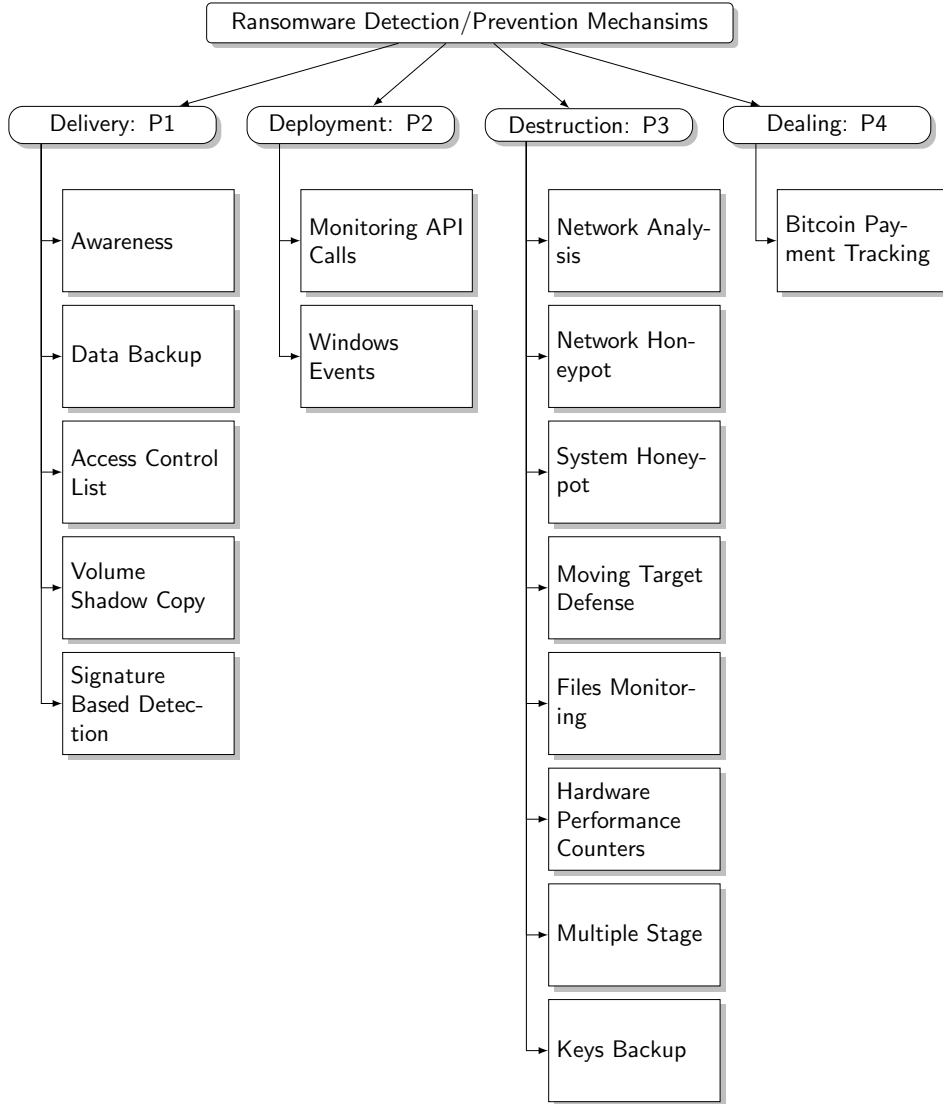 Ransomware Detection/Prevention Mechansims
Delivery: P1
Deployment: P2
Destruction: P3
Dealing: P4
Awareness
Data Backup
Access Control
List
Volume
Shadow Copy
Signature
Based Detec-
tion
Monitoring API
Calls
Windows
Events
Network Analy-
sis
Network Hon-
eypot
System Honey-
pot
Moving Target
Defense
Files Monitor-
ing
Hardware
Performance
Counters
Multiple Stage
Keys Backup
Bitcoin Pay-
ment Tracking